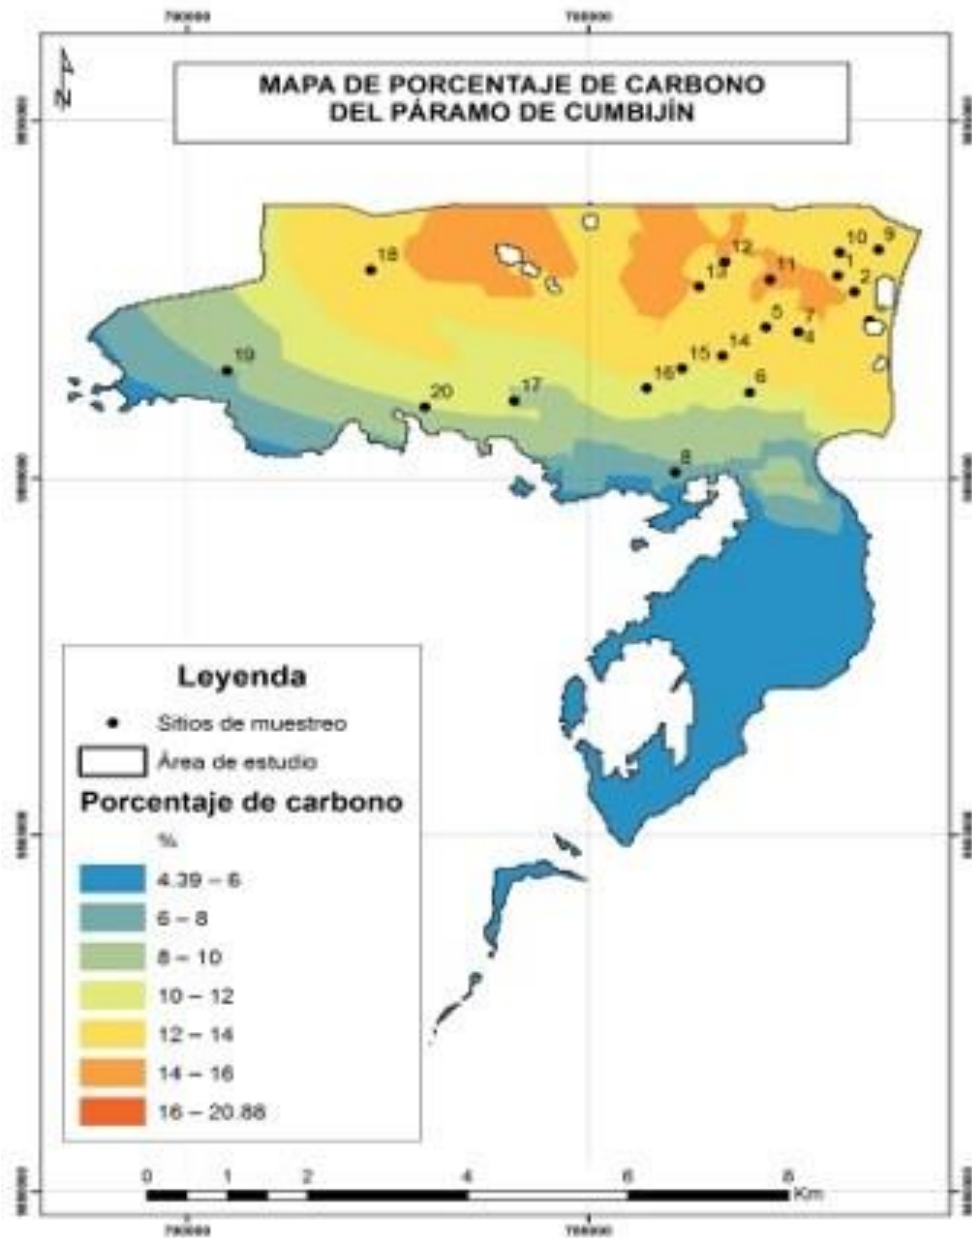 N
MAPA DE PORCENTAJE DE CARBONO
DEL PÁRAMO DE CUMBIJÍN
9
10
12
18
1
11
13
2
5
7
4
14
15
19
16
6
17
20
8
Leyenda
Sitios de muestreo
Área de estudio
Porcentaje de carbono
%
4.39 – 6
6 – 8
8 – 10
10 – 12
12 – 14
14 – 16
16 – 20.88
0 1 2 4 6 8
Km